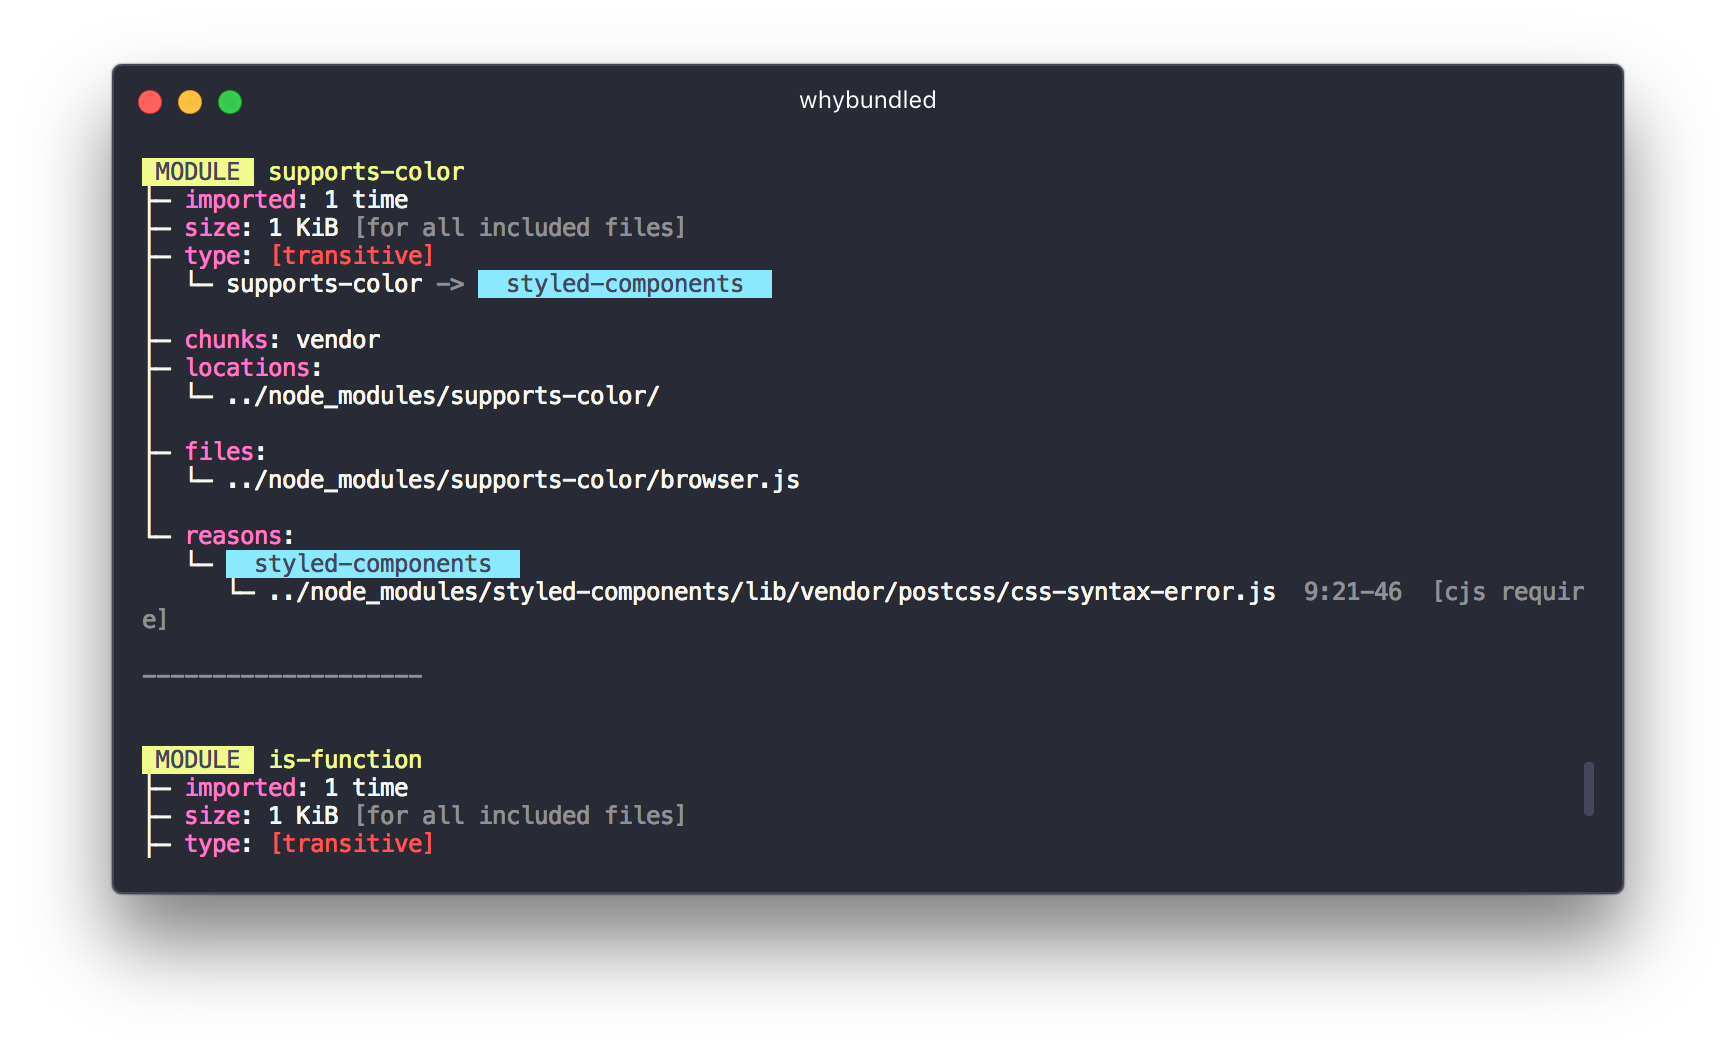 whybundled
MODULE supports-color
├─ imported: 1 time
├─ size: 1 KiB [for all included files]
├─ type: [transitive]
│  └─ supports-color -> styled-components
├─ chunks: vendor
├─ locations:
│  └─ ../node_modules/supports-color/
├─ files:
│  └─ ../node_modules/supports-color/browser.js
└─ reasons:
   └─ styled-components
      └─ ../node_modules/styled-components/lib/vendor/postcss/css-syntax-error.js  9:21-46  [cjs requir
e]
--------------------
MODULE is-function
├─ imported: 1 time
├─ size: 1 KiB [for all included files]
├─ type: [transitive]